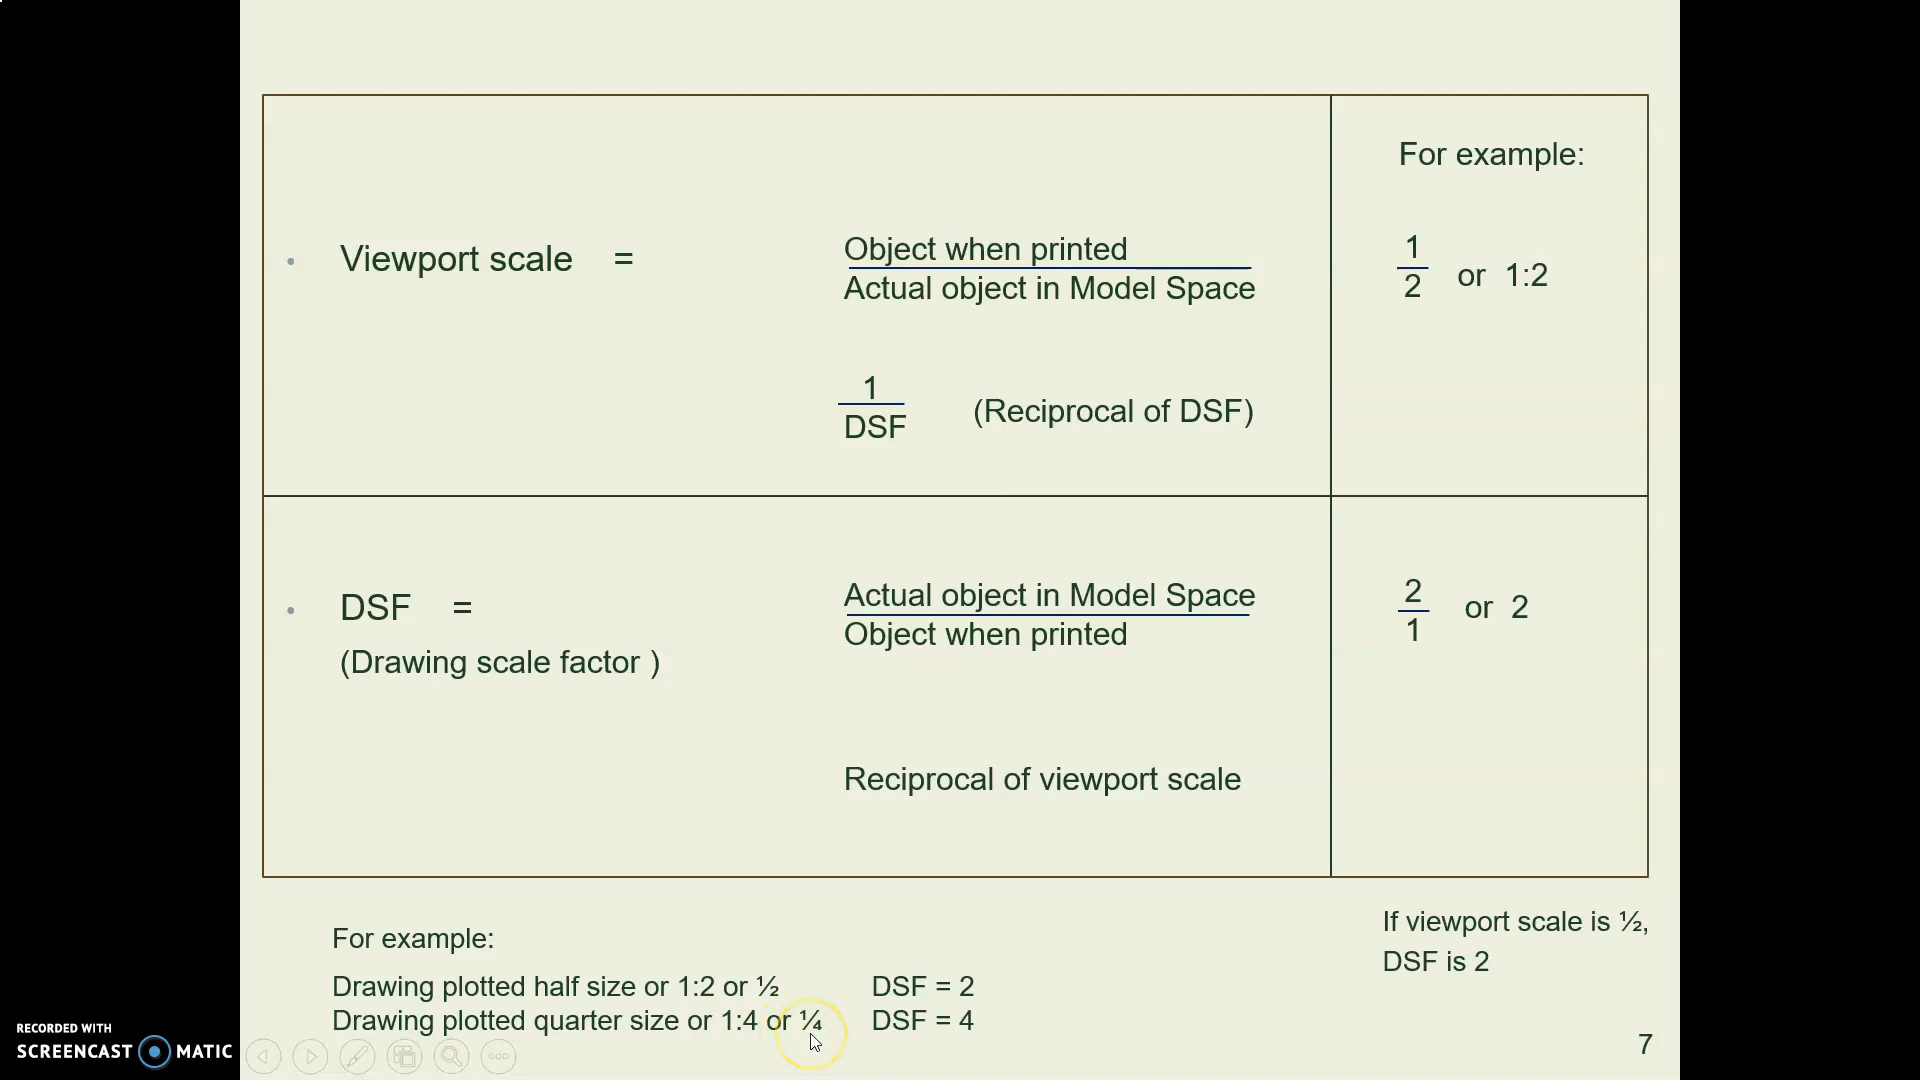 For example:
• Viewport scale = Object when printed
Actual object in Model Space
1
2 or 1:2
1
DSF (Reciprocal of DSF)
• DSF = Actual object in Model Space
Object when printed
2
1 or 2
(Drawing scale factor )
Reciprocal of viewport scale
For example:
Drawing plotted half size or 1:2 or ½ DSF = 2
Drawing plotted quarter size or 1:4 or ¼ DSF = 4
If viewport scale is ½,
DSF is 2
7
RECORDED WITH
SCREENCAST MATIC